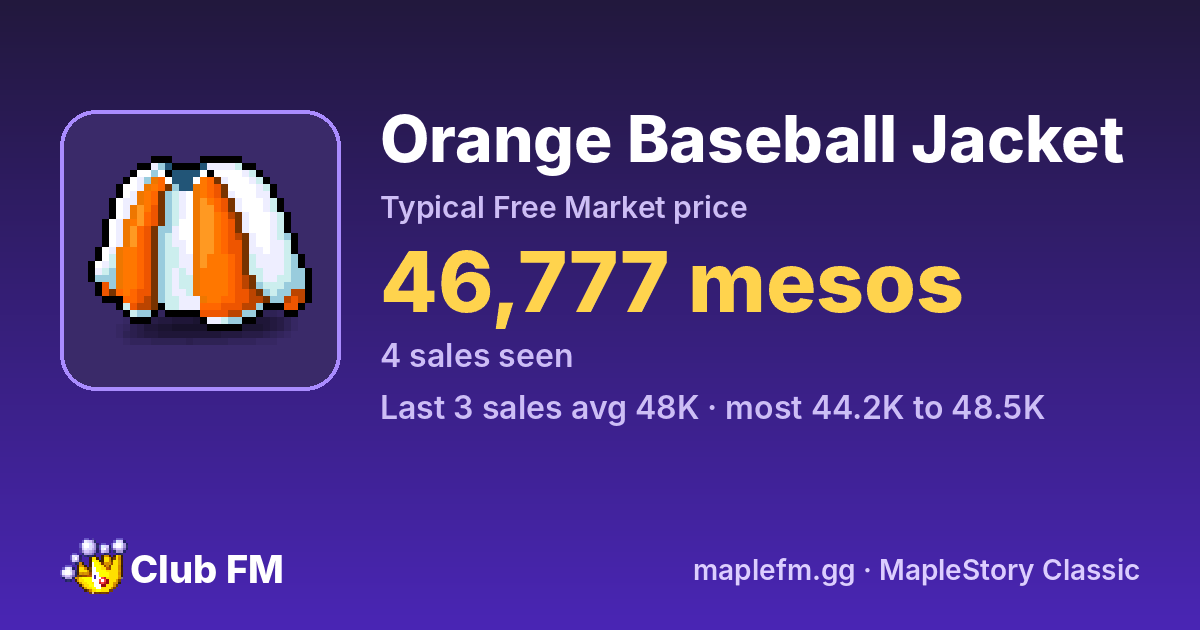 Orange Baseball Jacket
Typical Free Market price
46,777 mesos
4 sales seen
Last 3 sales avg 48K · most 44.2K to 48.5K
Club FM
maplefm.gg · MapleStory Classic